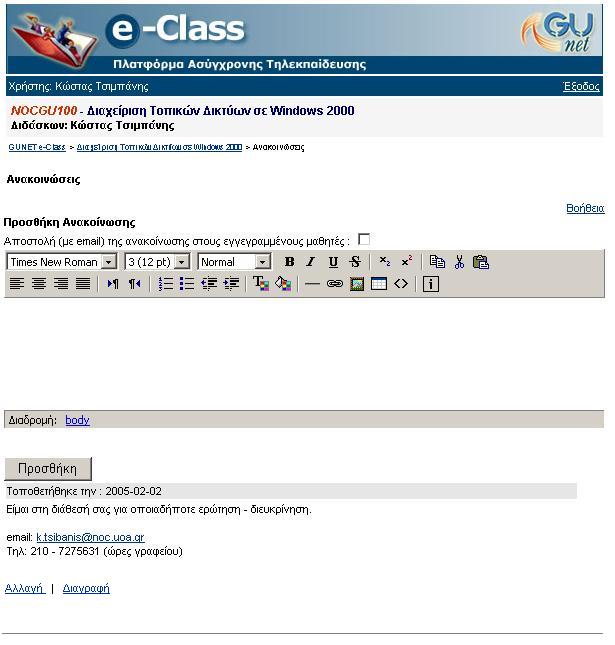 e-Class
GU
net
Πλατφόρμα Ασύγχρονης Τηλεκπαίδευσης
Χρήστης: Κώστας Τσιμπάνης Έξοδος
NOCGU100 - Διαχείριση Τοπικών Δικτύων σε Windows 2000
Διδάσκων: Κώστας Τσιμπάνης
GUNET e-Class > Διαχείριση Τοπικών Δικτύων σε Windows 2000 > Ανακοινώσεις
Ανακοινώσεις
Βοήθεια
Προσθήκη Ανακοίνωσης
Αποστολή (με email) της ανακοίνωσης στους εγγεγραμμένους μαθητές :
Times New Roman 3 (12 pt) Normal B I U S x₂ x²
Διαδρομή: body
Προσθήκη
Τοποθετήθηκε την : 2005-02-02
Είμαι στη διάθεσή σας για οποιαδήποτε ερώτηση - διευκρίνηση.
email: k.tsibanis@noc.uoa.gr
Τηλ: 210 - 7275631 (ώρες γραφείου)
Αλλαγή | Διαγραφή